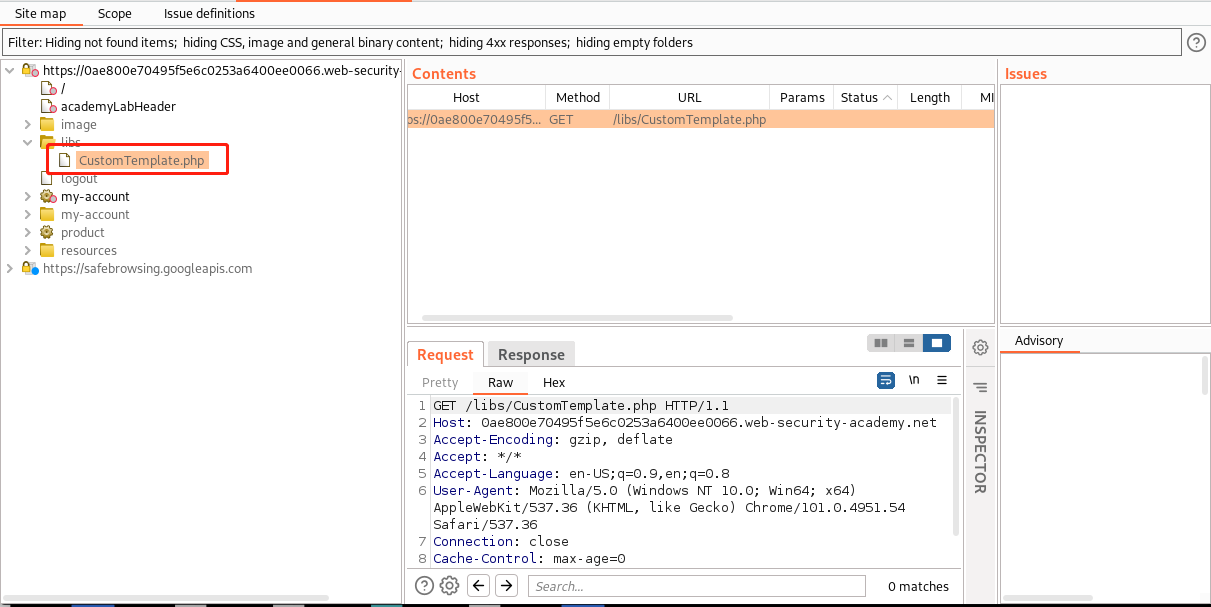 Site map Scope Issue definitions
Filter: Hiding not found items; hiding CSS, image and general binary content; hiding 4xx responses; hiding empty folders
https://0ae800e70495f5e6c0253a6400ee0066.web-security-
/
academyLabHeader
image
libs
CustomTemplate.php
logout
my-account
my-account
product
resources
https://safebrowsing.googleapis.com
Contents
Host Method URL Params Status Length MI
ps://0ae800e70495f5... GET /libs/CustomTemplate.php
Request Response
Pretty Raw Hex
\n
1 GET /libs/CustomTemplate.php HTTP/1.1
2 Host: 0ae800e70495f5e6c0253a6400ee0066.web-security-academy.net
3 Accept-Encoding: gzip, deflate
4 Accept: */*
5 Accept-Language: en-US;q=0.9,en;q=0.8
6 User-Agent: Mozilla/5.0 (Windows NT 10.0; Win64; x64)
AppleWebKit/537.36 (KHTML, like Gecko) Chrome/101.0.4951.54
Safari/537.36
7 Connection: close
8 Cache-Control: max-age=0
Search...
0 matches
INSPECTOR
Issues
Advisory